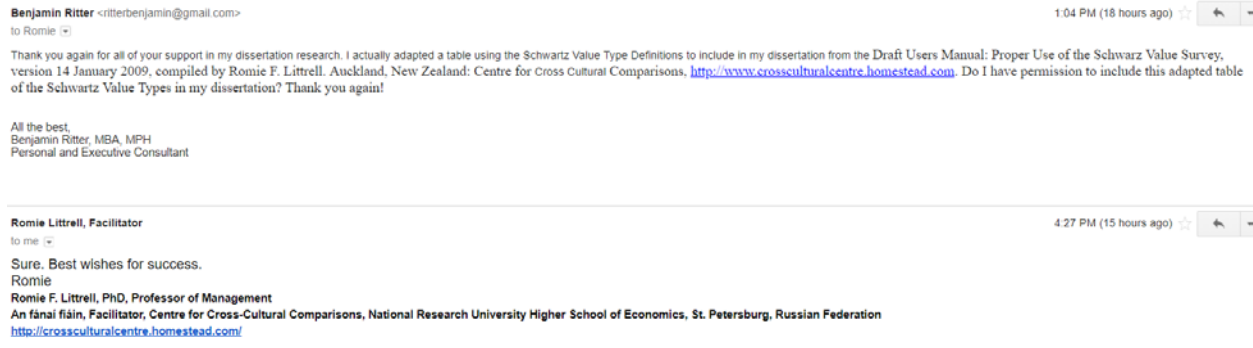 Benjamin Ritter <ritterbenjamin@gmail.com>
1:04 PM (18 hours ago)
to Romie
Thank you again for all of your support in my dissertation research. I actually adapted a table using the Schwartz Value Type Definitions to include in my dissertation from the Draft Users Manual: Proper Use of the Schwarz Value Survey,
version 14 January 2009, compiled by Romie F. Littrell. Auckland, New Zealand: Centre for Cross Cultural Comparisons, http://www.crossculturalcentre.homestead.com. Do I have permission to include this adapted table
of the Schwartz Value Types in my dissertation? Thank you again!
All the best,
Benjamin Ritter, MBA, MPH
Personal and Executive Consultant
Romie Littrell, Facilitator
4:27 PM (15 hours ago)
to me
Sure. Best wishes for success.
Romie
Romie F. Littrell, PhD, Professor of Management
An fánaí fiáin, Facilitator, Centre for Cross-Cultural Comparisons, National Research University Higher School of Economics, St. Petersburg, Russian Federation
http://crossculturalcentre.homestead.com/